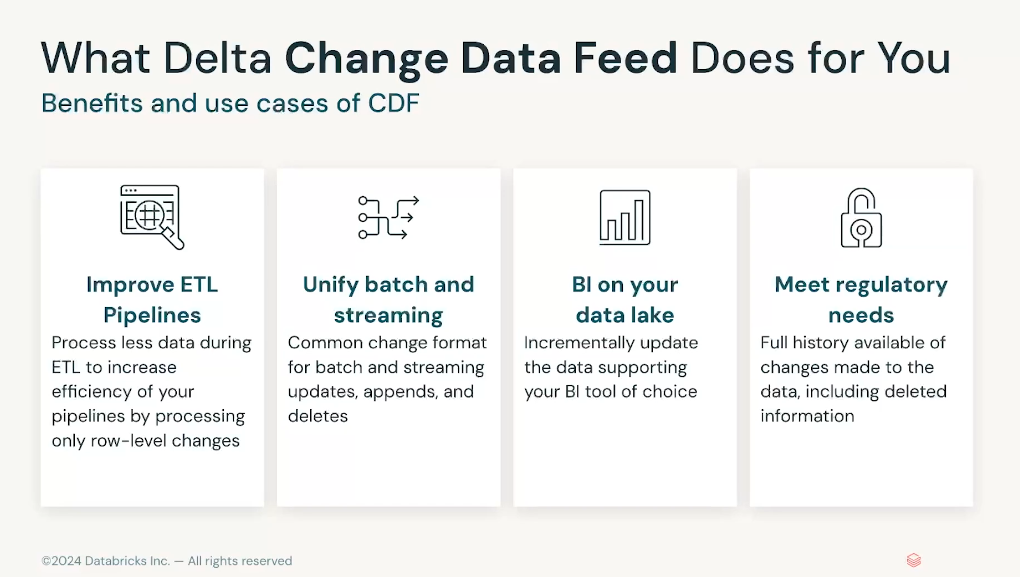 What Delta Change Data Feed Does for You
Benefits and use cases of CDF
Improve ETL
Pipelines
Process less data during
ETL to increase
efficiency of your
pipelines by processing
only row-level changes
Unify batch and
streaming
Common change format
for batch and streaming
updates, appends, and
deletes
BI on your
data lake
Incrementally update
the data supporting
your BI tool of choice
Meet regulatory
needs
Full history available of
changes made to the
data, including deleted
information
©2024 Databricks Inc. — All rights reserved